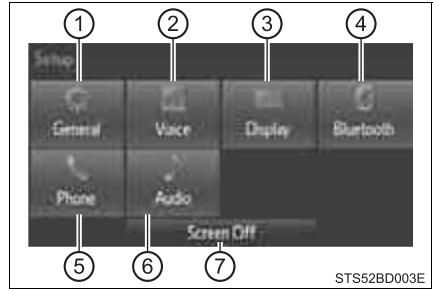 1 2 3 4
Setup
General Voice Display Bluetooth
Phone Audio
Screen Off
5 6 7
STS52BD003E